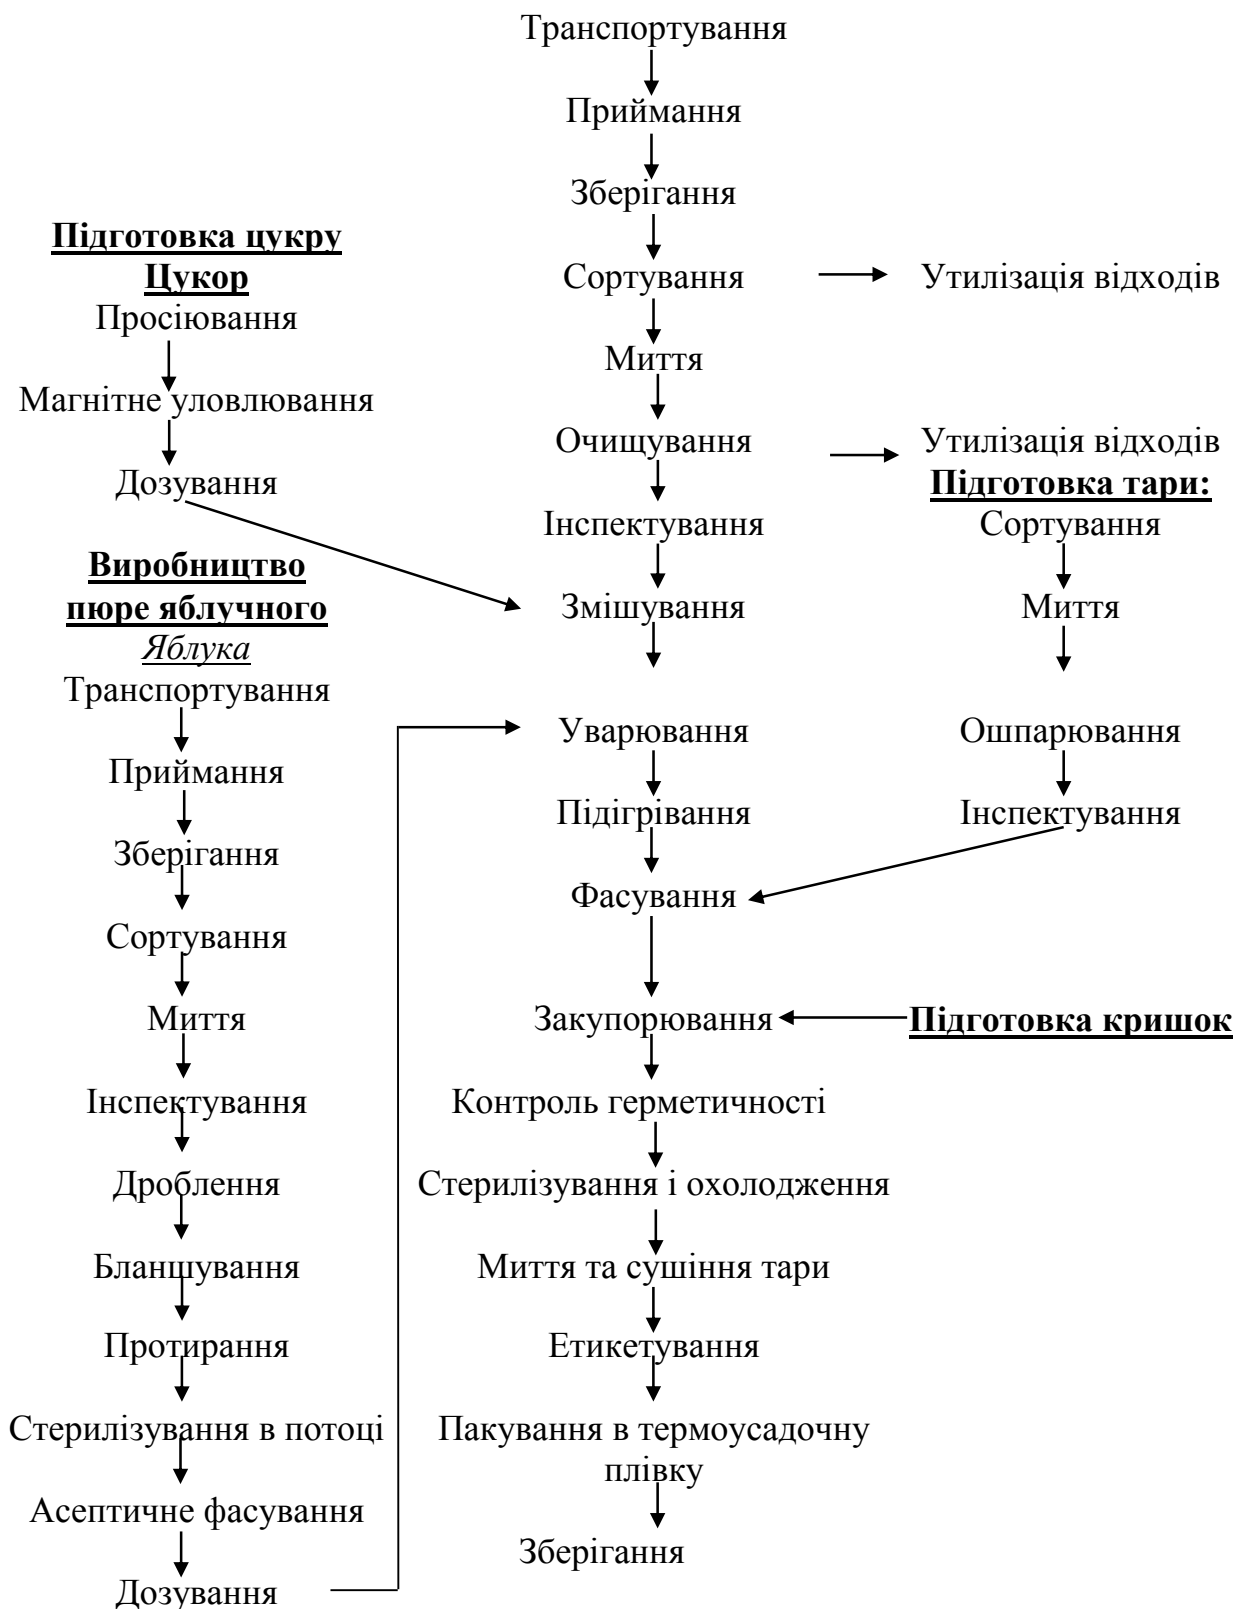 Транспортування
Приймання
Зберігання
Сортування
Утилізація відходів
Миття
Очищування
Утилізація відходів
Інспектування
Змішування
Уварювання
Підігрівання
Фасування
Закупорювання
Контроль герметичності
Стерилізування і охолодження
Миття та сушіння тари
Етикетування
Пакування в термоусадочну
плівку
Зберігання
Підготовка цукру
Цукор
Просіювання
Магнітне уловлювання
Дозування
Виробництво
пюре яблучного
Яблука
Транспортування
Приймання
Зберігання
Сортування
Миття
Інспектування
Дроблення
Бланшування
Протирання
Стерилізування в потоці
Асептичне фасування
Дозування
Підготовка тари:
Сортування
Миття
Ошпарювання
Інспектування
Підготовка кришок